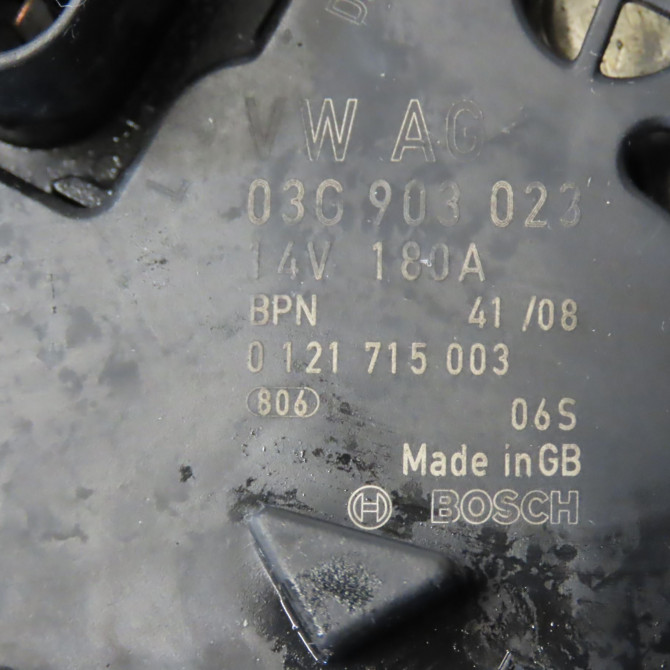 VW AG
03G 903 023
14V 180A
BPN 41/08
0 121 715 003
806
06S
Made in GB
BOSCH